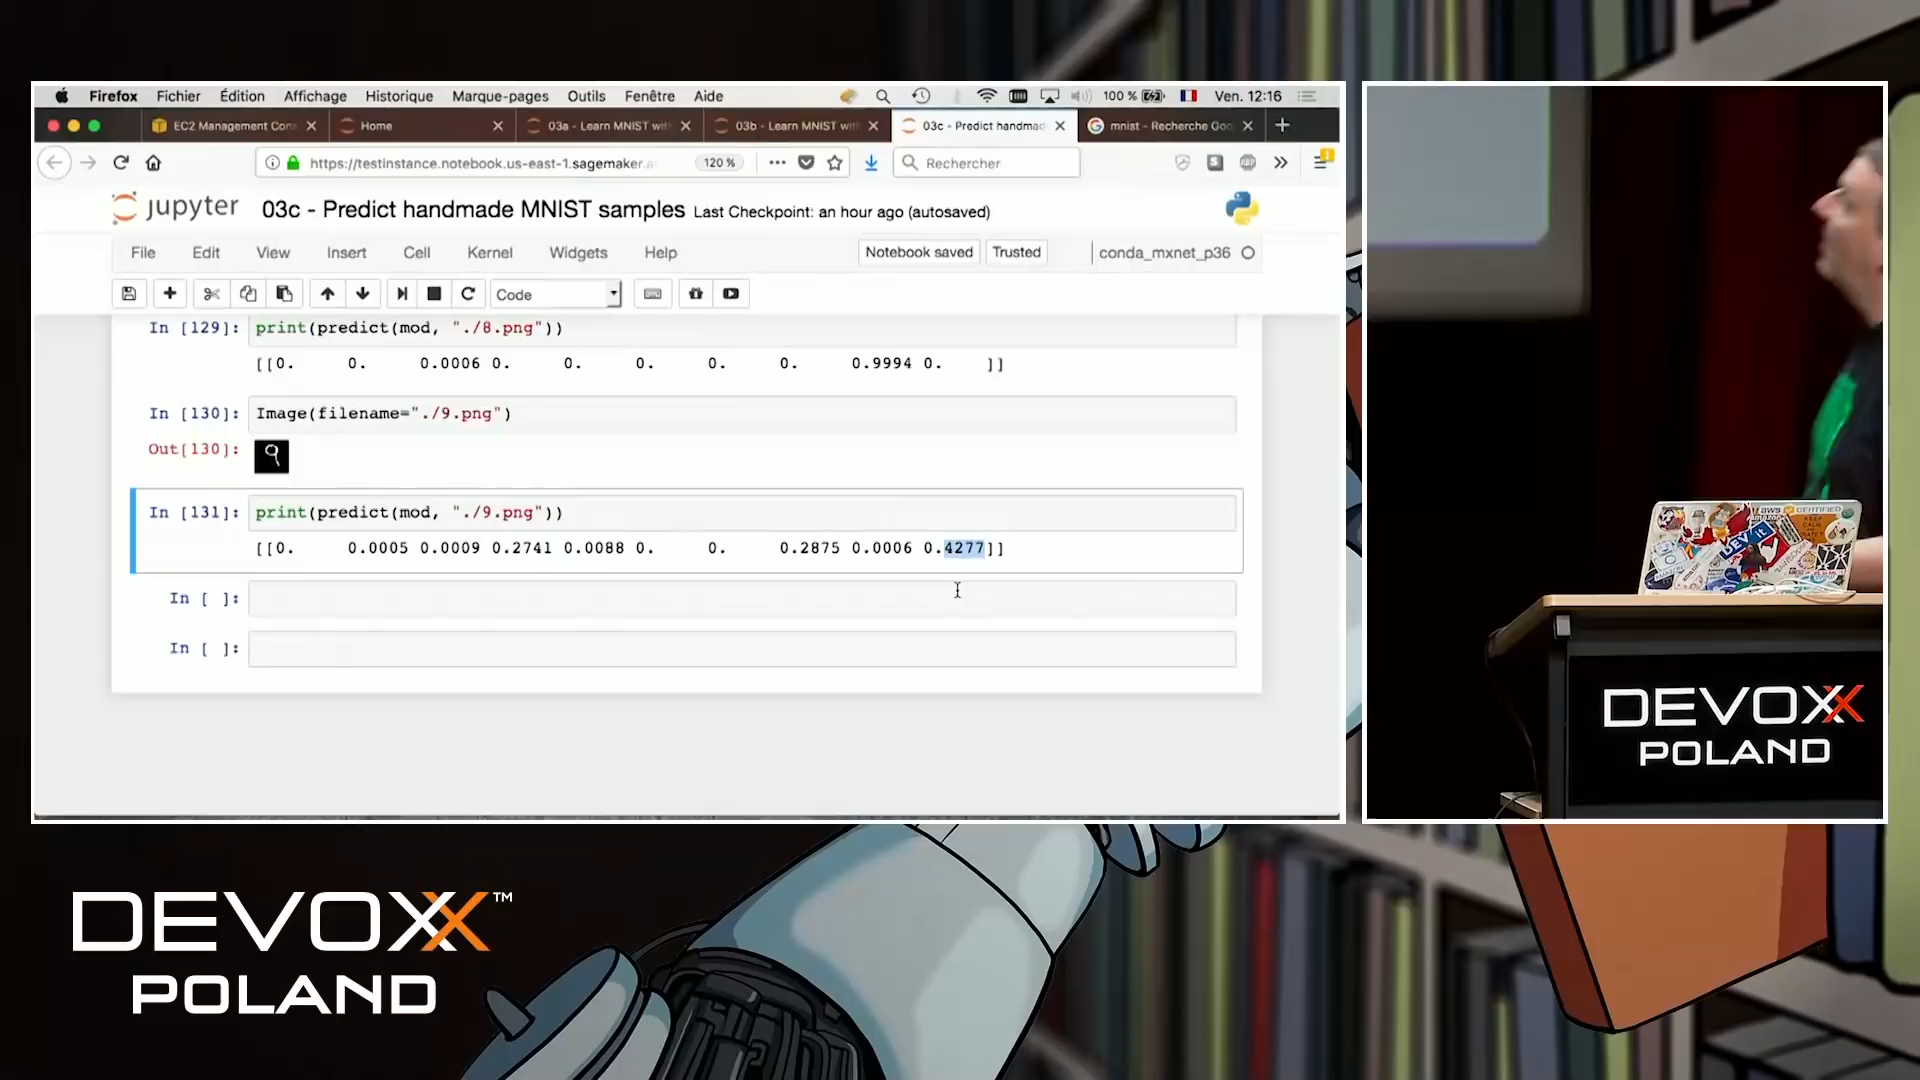 Firefox Fichier Édition Affichage Historique Marque-pages Outils Fenêtre Aide 100 % Ven. 12:16
EC2 Management Con
Home
03a - Learn MNIST wit
03b - Learn MNIST wit
03c - Predict handmad
mnist - Recherche Goo
https://testinstance.notebook.us-east-1.sagemaker.a
120 %
Rechercher
jupyter 03c - Predict handmade MNIST samples Last Checkpoint: an hour ago (autosaved)
File Edit View Insert Cell Kernel Widgets Help Notebook saved Trusted conda_mxnet_p36
Code
In [129]: print(predict(mod, "./8.png"))
[[0. 0. 0.0006 0. 0. 0. 0. 0. 0.9994 0. ]]
In [130]: Image(filename="./9.png")
Out[130]: 9
In [131]: print(predict(mod, "./9.png"))
[[0. 0.0005 0.0009 0.2741 0.0088 0. 0. 0.2875 0.0006 0.4277]]
In [ ]:
In [ ]:
aws
CERTIFIED
DEV it
DEVOXX
POLAND
DEVOXX™
POLAND